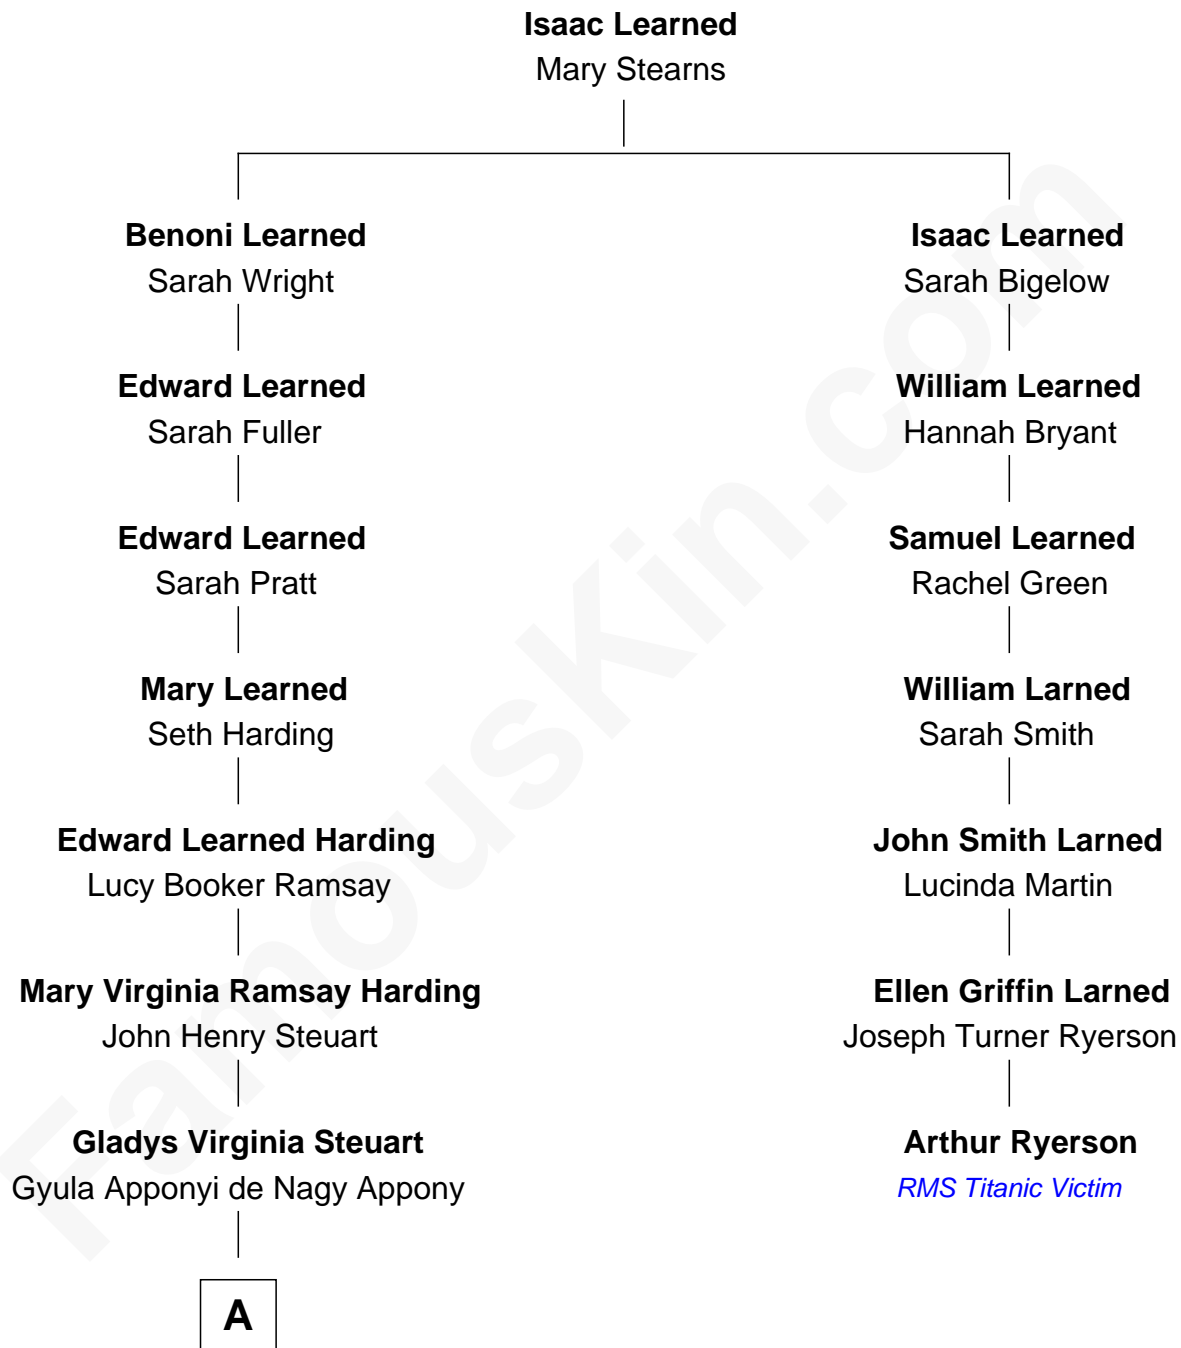 Isaac Learned
Mary Stearns
Benoni Learned
Sarah Wright
Isaac Learned
Sarah Bigelow
Edward Learned
Sarah Fuller
William Learned
Hannah Bryant
Edward Learned
Sarah Pratt
Samuel Learned
Rachel Green
Mary Learned
Seth Harding
William Larned
Sarah Smith
Edward Learned Harding
Lucy Booker Ramsay
John Smith Larned
Lucinda Martin
Mary Virginia Ramsay Harding
John Henry Steuart
Ellen Griffin Larned
Joseph Turner Ryerson
Gladys Virginia Steuart
Gyula Apponyi de Nagy Appony
Arthur Ryerson
RMS Titanic Victim
A
FamousKin.com